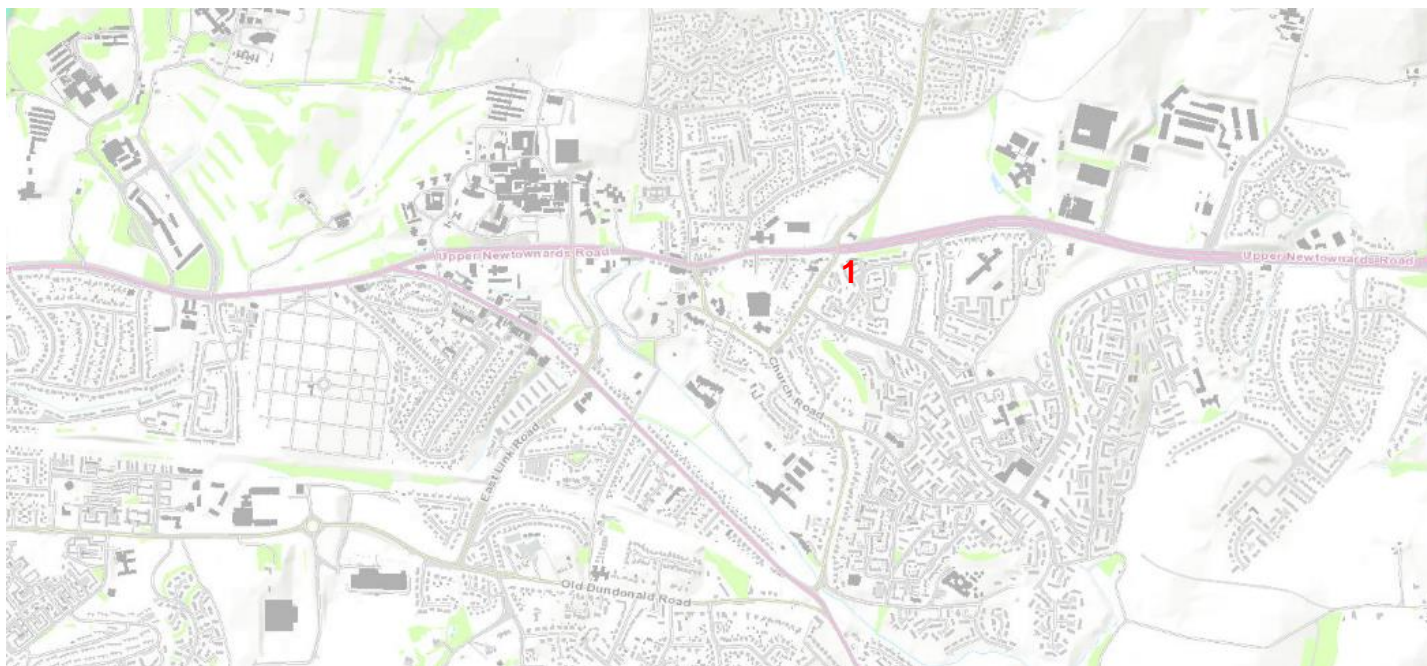 Upper Newtownards Road
Upper Newtownards Road
1
Church Road
East Link Road
Old Dundonald Road